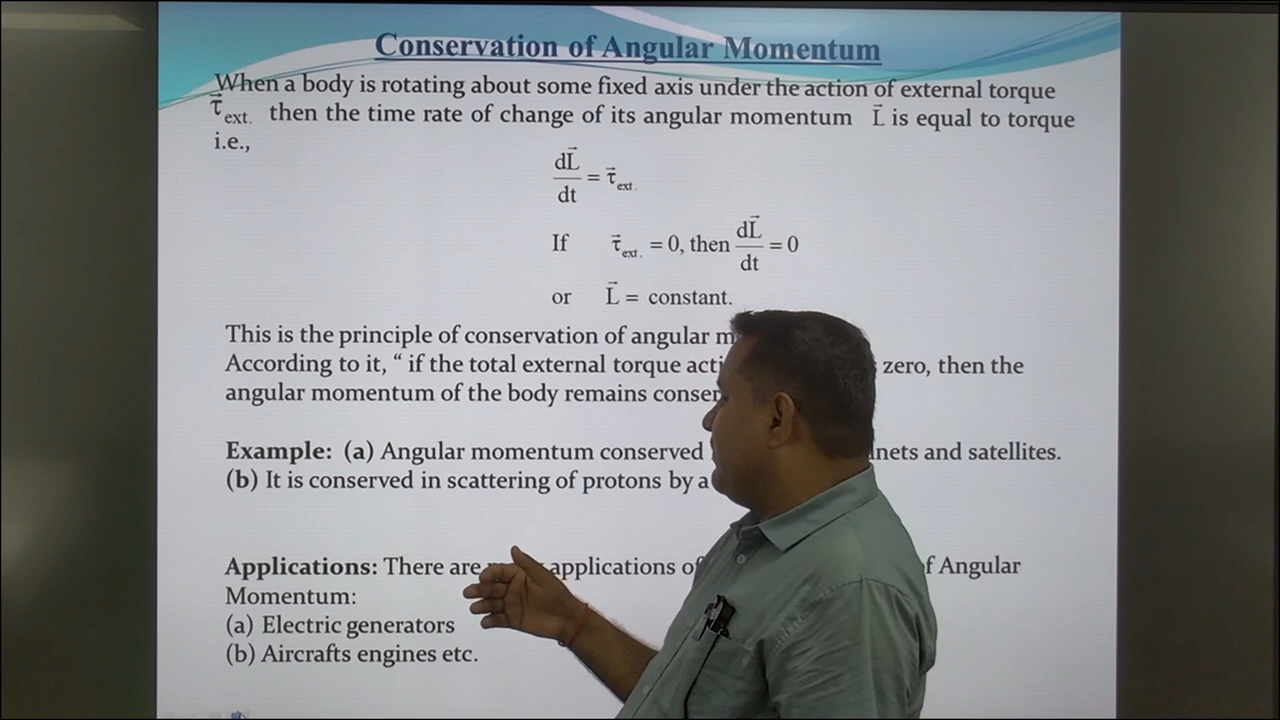 Conservation of Angular Momentum
When a body is rotating about some fixed axis under the action of external torque
τ⃗ext. then the time rate of change of its angular momentum L⃗ is equal to torque
i.e.,
dL⃗/dt = τ⃗ext.
If τ⃗ext. = 0, then dL⃗/dt = 0
or L⃗ = constant.
This is the principle of conservation of angular
According to it, “ if the total external torque zero, then the
angular momentum of the body remains
Example: (a) Angular momentum conserved and satellites.
(b) It is conserved in scattering of protons by a
Applications: There are applications Angular
Momentum:
(a) Electric generators
(b) Aircrafts engines etc.